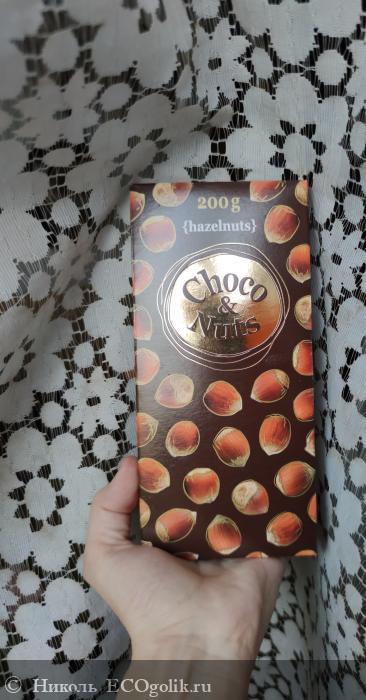 200g
{hazelnuts}
Choco
&
Nuts
© Николь ECOgolik.ru